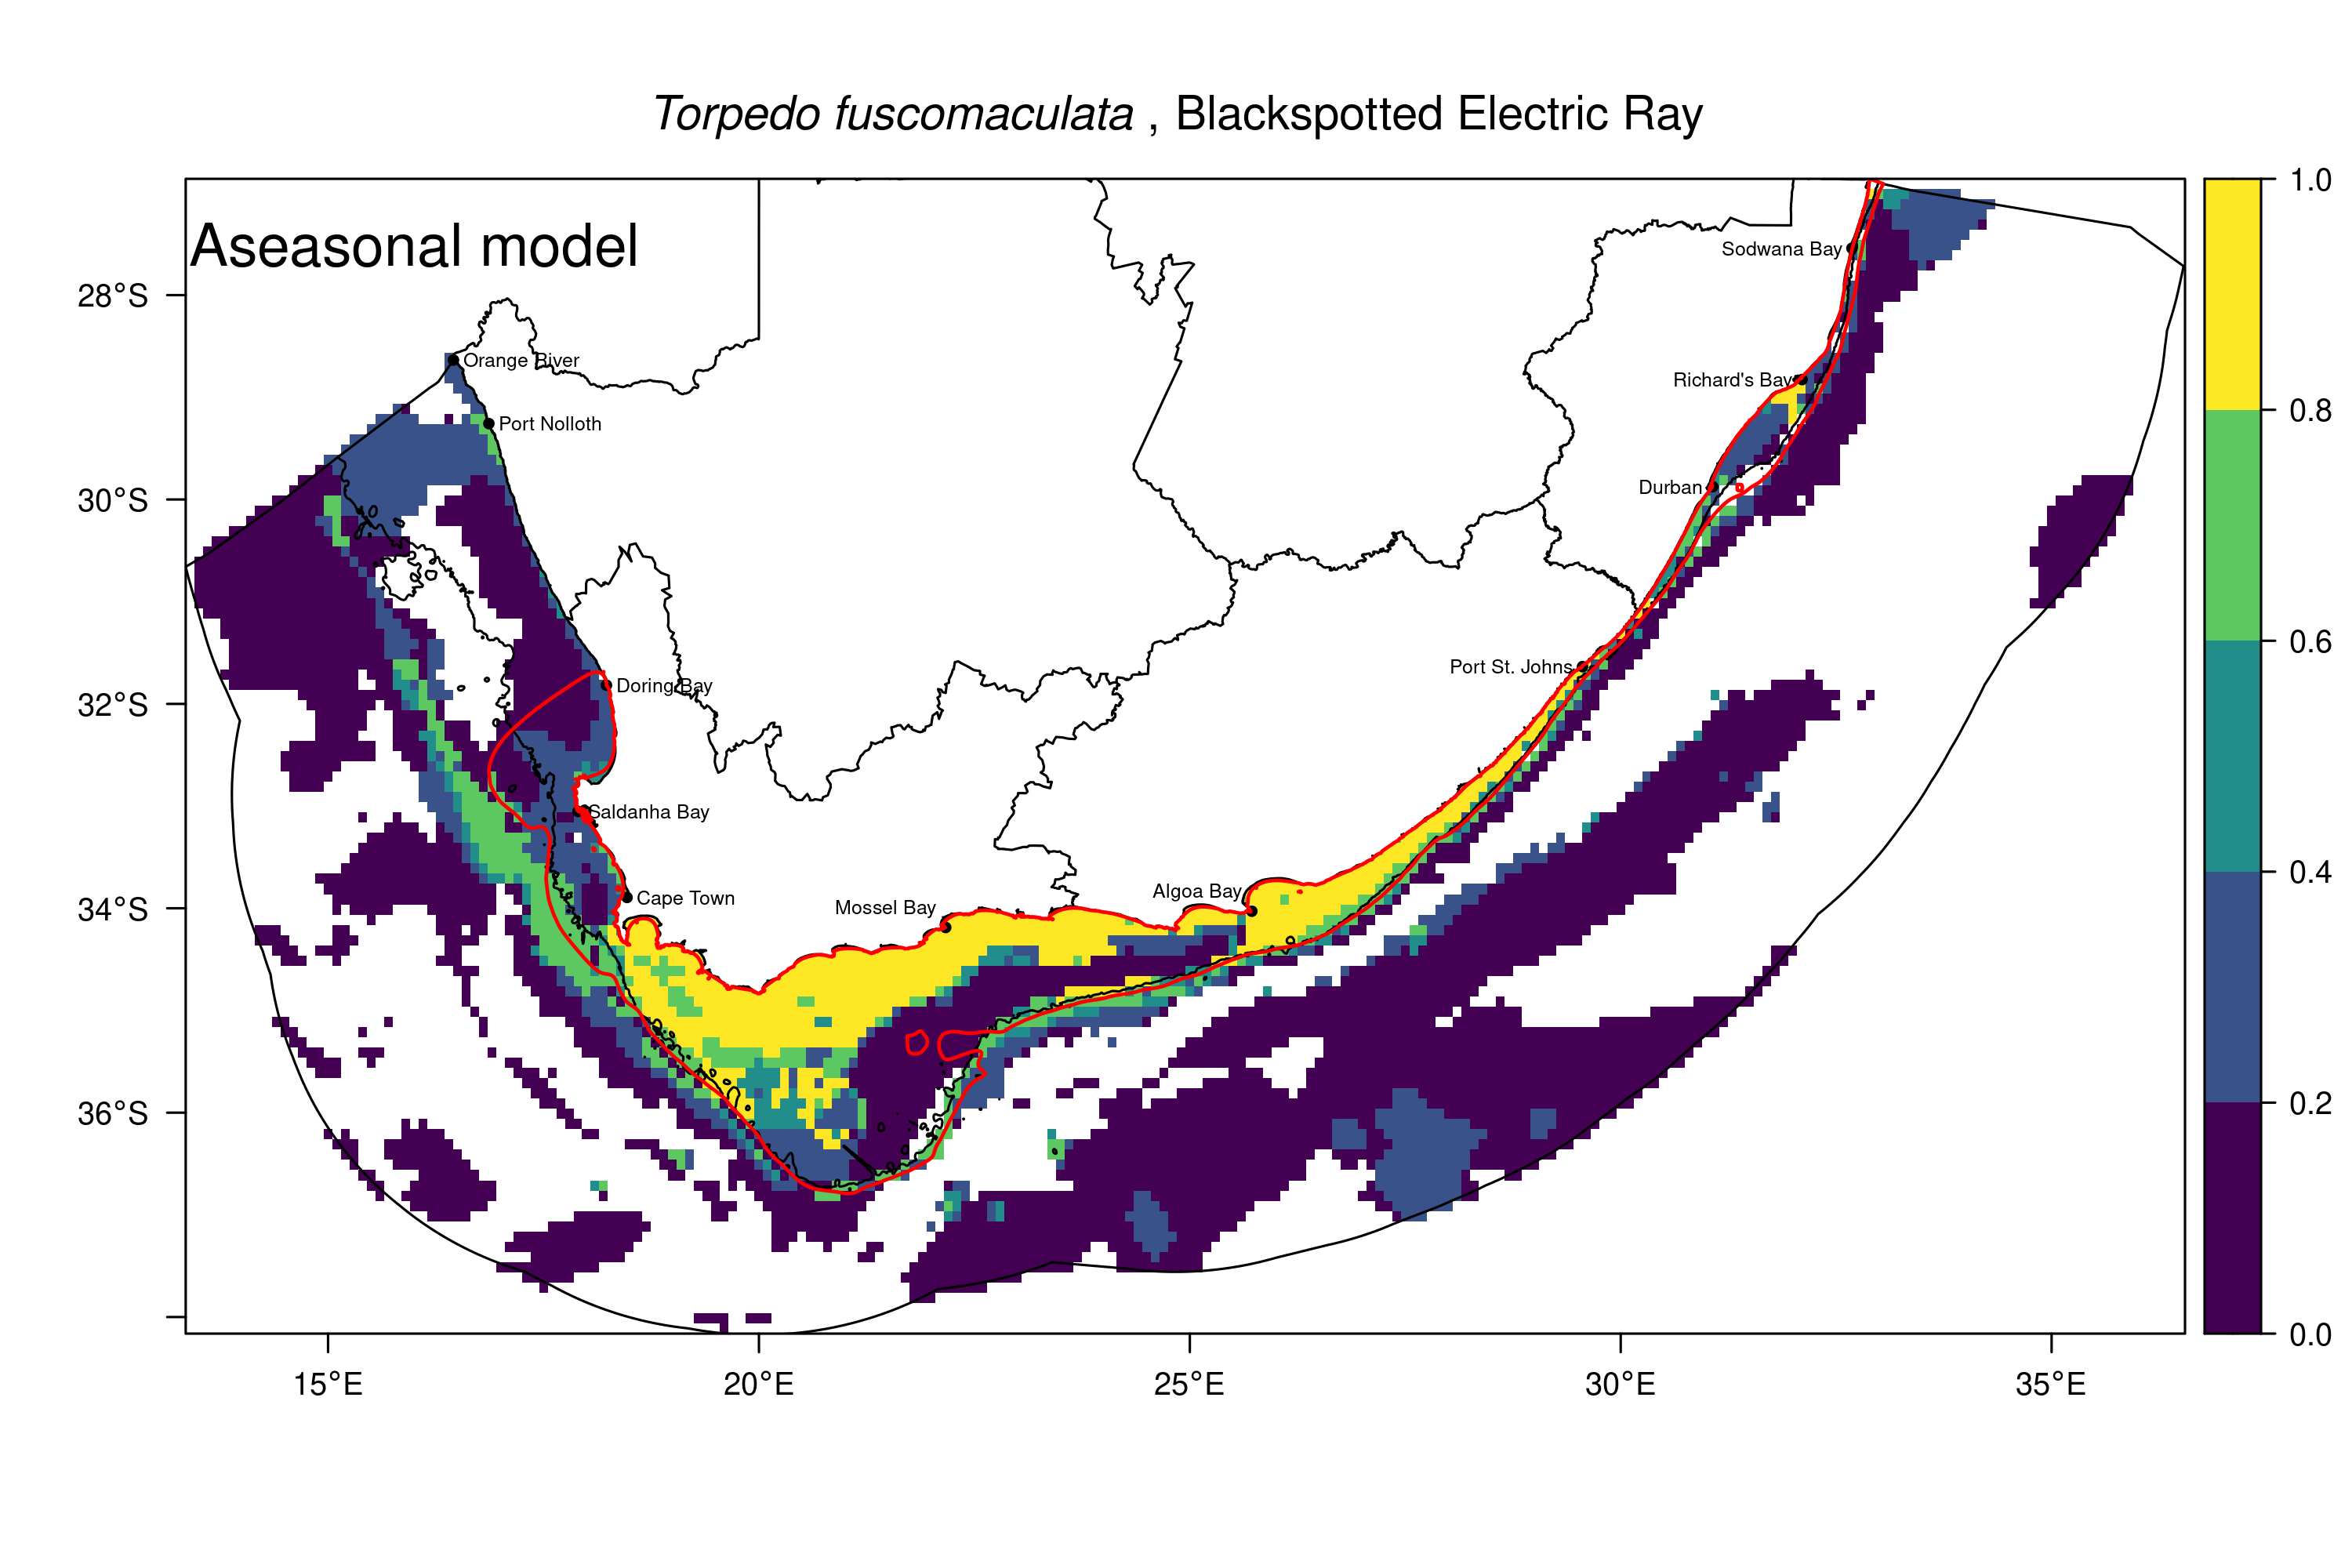 Torpedo fuscomaculata , Blackspotted Electric Ray
Aseasonal model
1.0
0.8
0.6
0.4
0.2
0.0
28°S
30°S
32°S
34°S
36°S
15°E
20°E
25°E
30°E
35°E
Sodwana Bay
Orange River
Richard's Bay
Port Nolloth
Durban
Port St. Johns
Doring Bay
Saldanha Bay
Algoa Bay
Cape Town
Mossel Bay